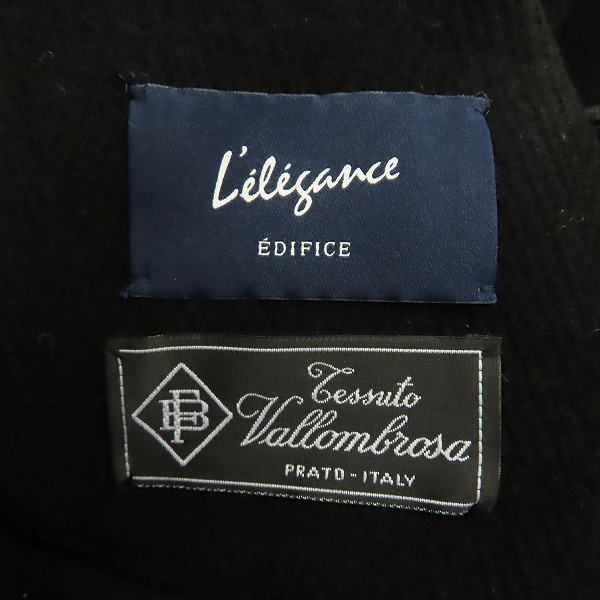 L'élégance
ÉDIFICE
Tessuto
Vallombrosa
PRATO - ITALY